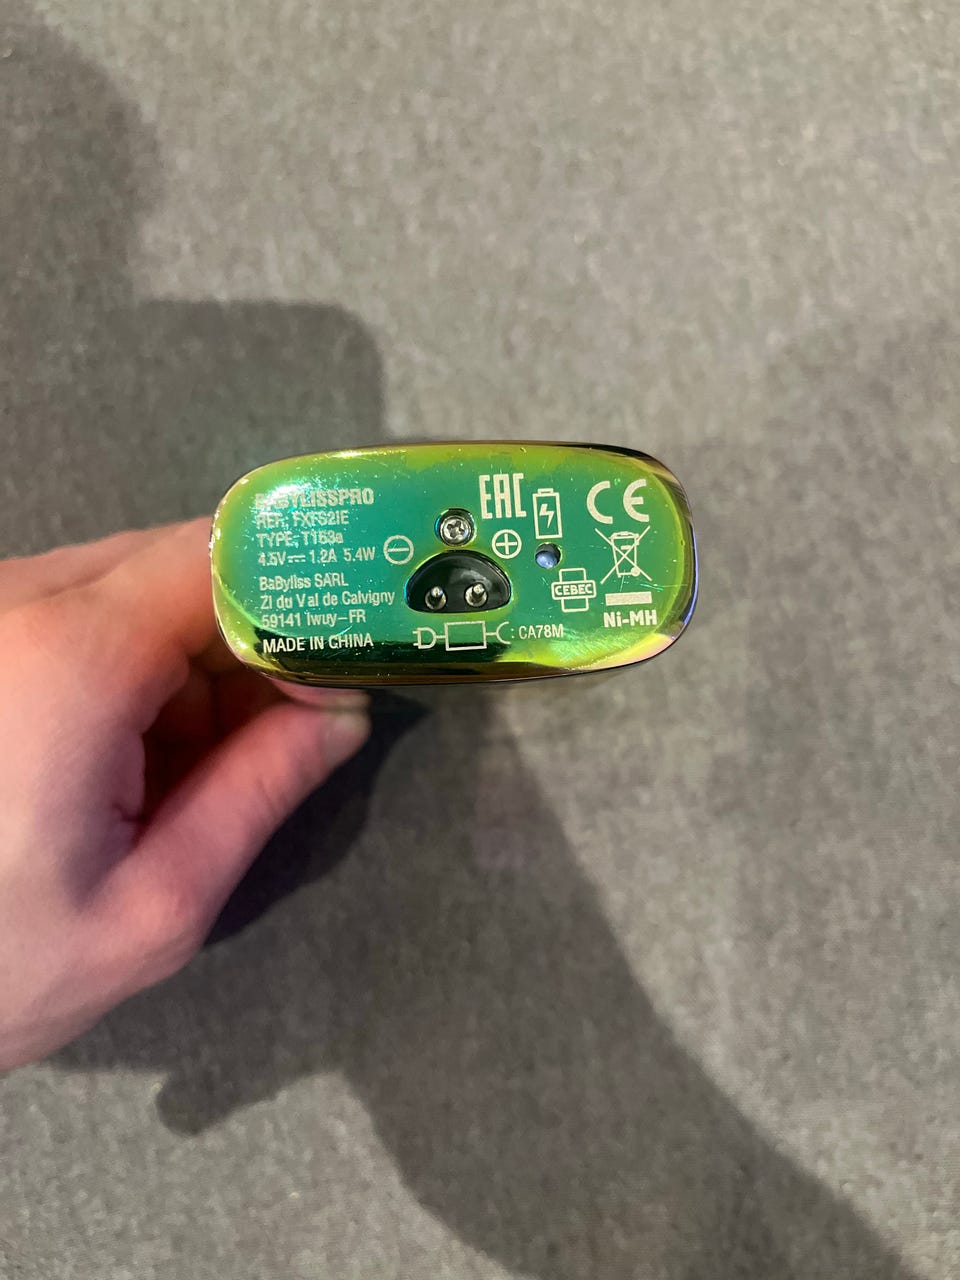 BABYLISSPRO
REF: FXFS2IE
TYPE: T163a
4.5V 1.2A 5.4W
BaByliss SARL
ZI du Val de Calvigny
59141 Iwuy-FR
MADE IN CHINA
EAC
CE
CEBEC
Ni-MH
: CA78M